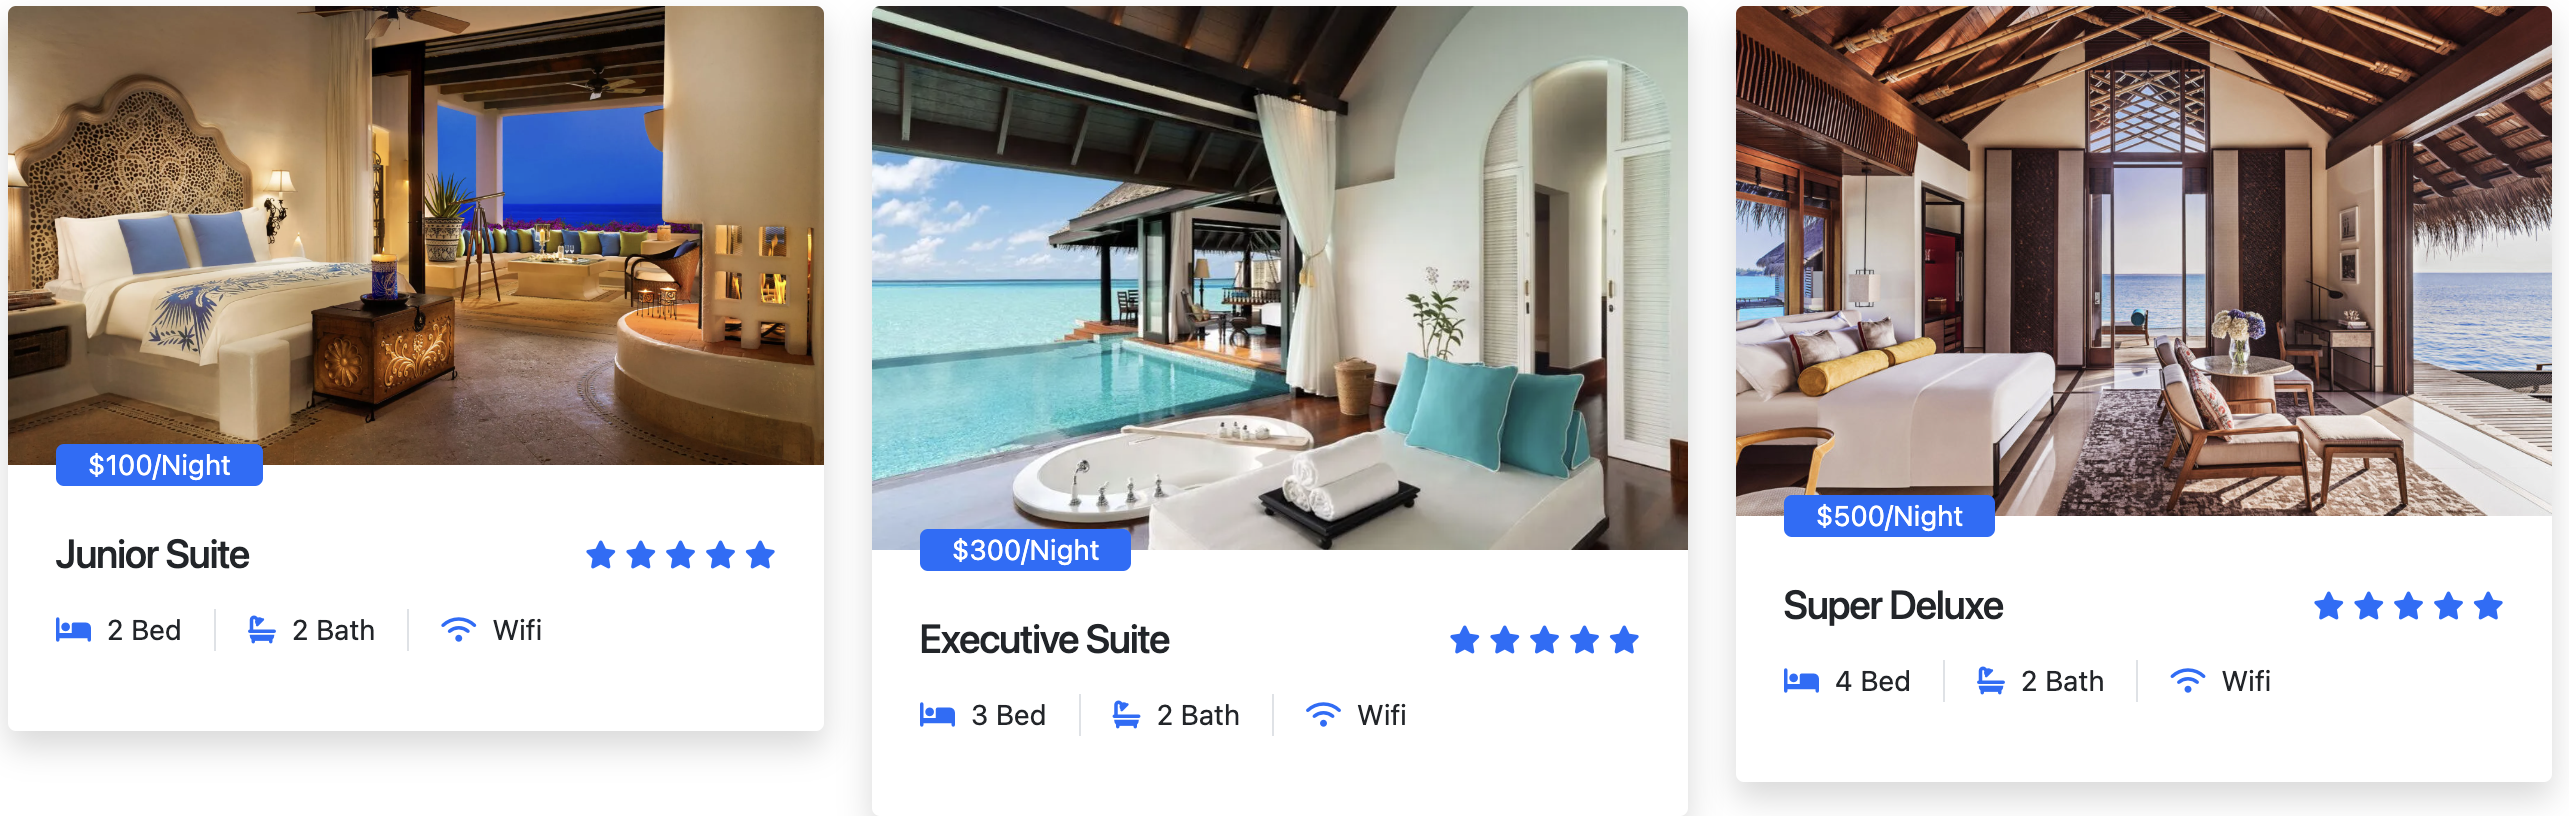 $100/Night
Junior Suite
2 Bed 2 Bath Wifi
$300/Night
Executive Suite
3 Bed 2 Bath Wifi
$500/Night
Super Deluxe
4 Bed 2 Bath Wifi